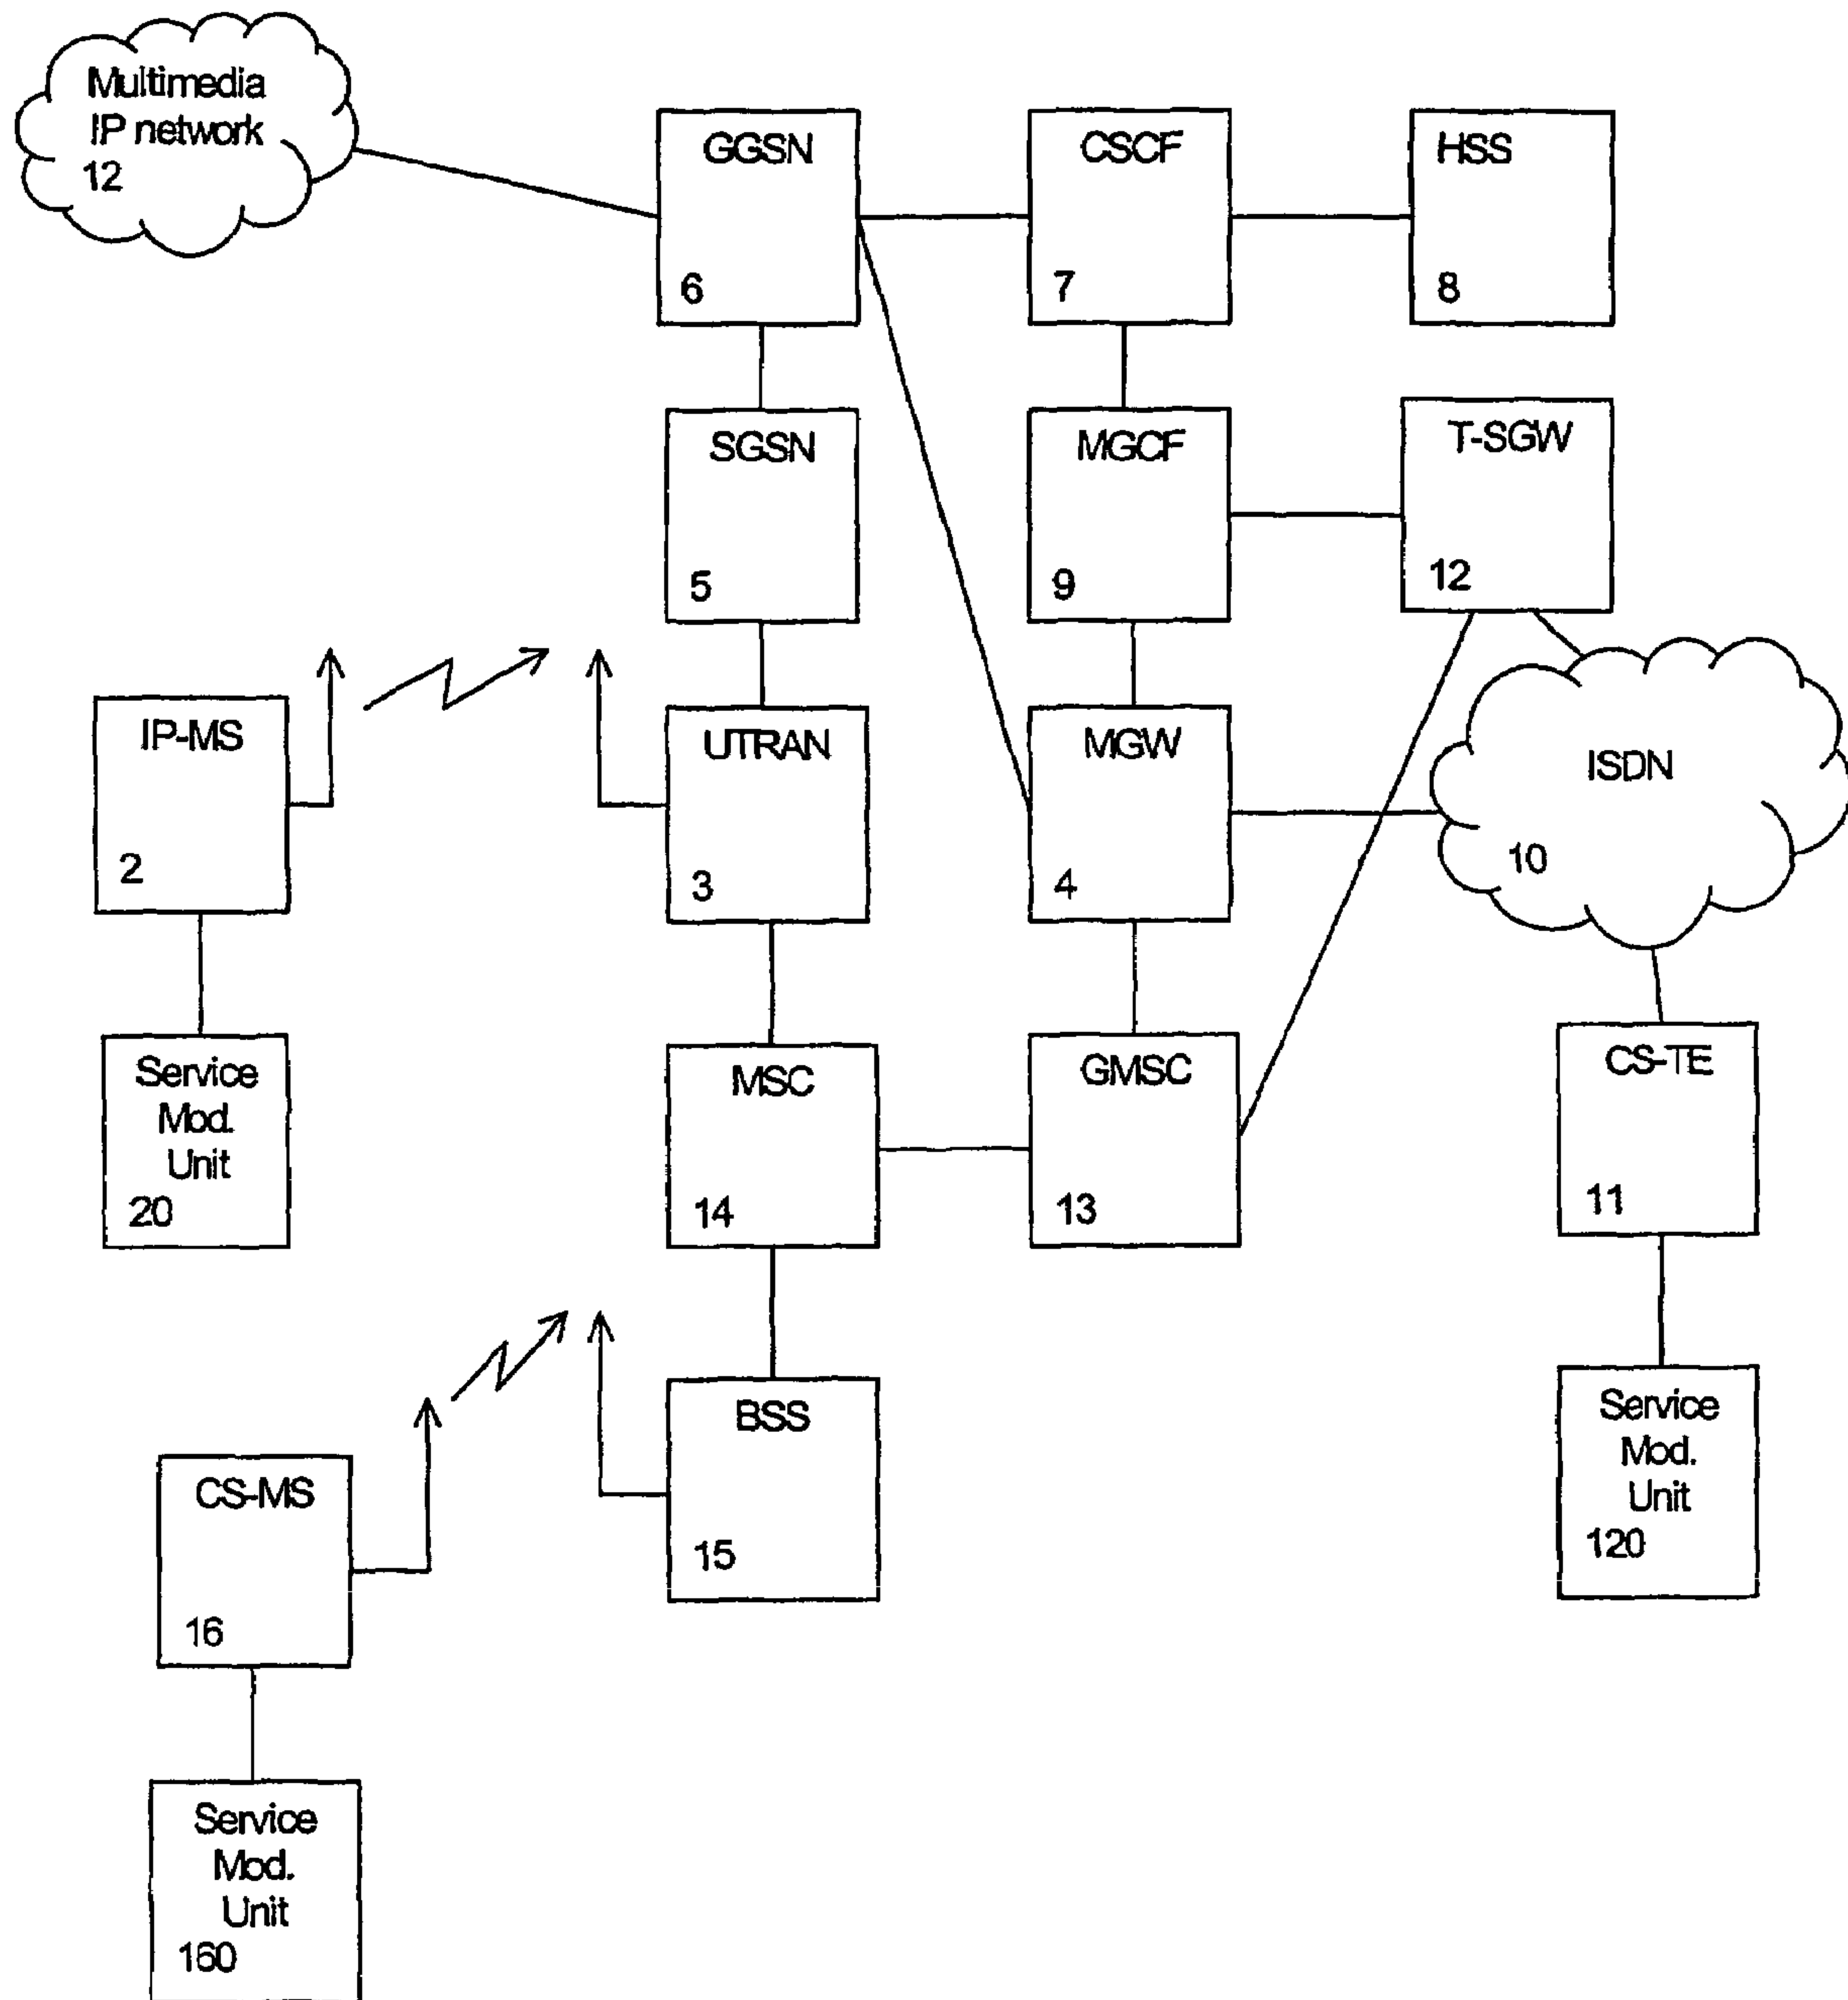 Multimedia
IP network
12
GGSN
6
CSCF
7
HSS
8
SGSN
5
MGCF
9
T-SGW
12
IP-MS
2
UTRAN
3
MGW
4
ISDN
10
Service
Mod.
Unit
20
MSC
14
GMSC
13
CS-TE
11
CS-MS
16
BSS
15
Service
Mod.
Unit
120
Service
Mod.
Unit
160